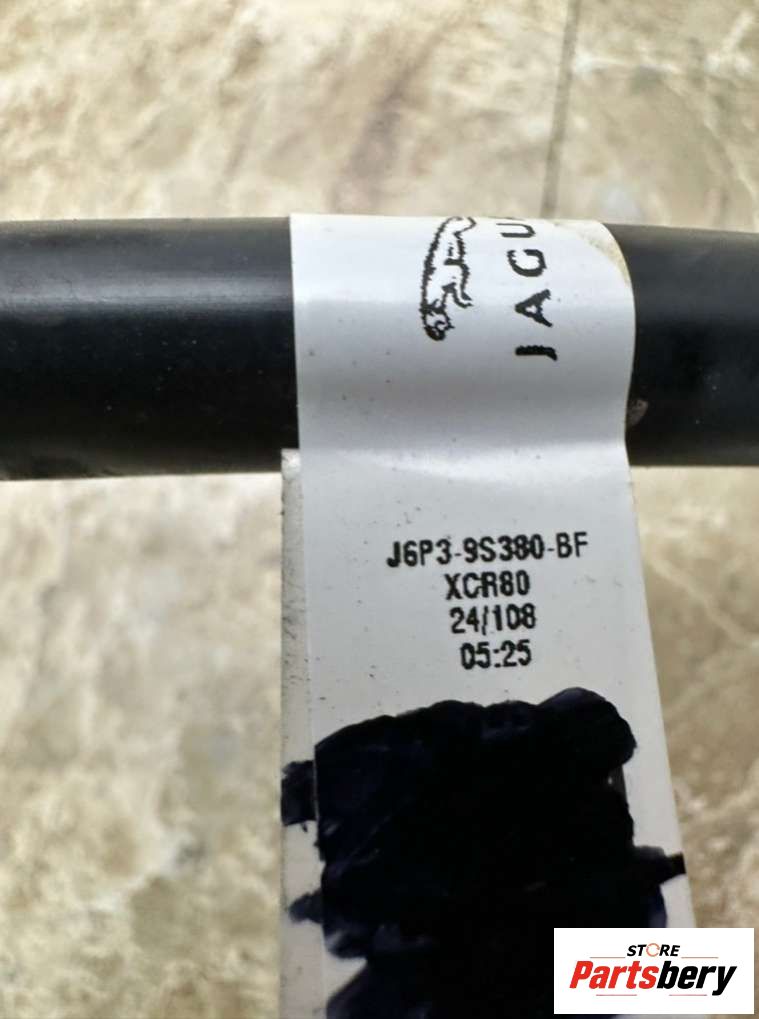 JAGU
J6P3-9S380-BF
XCR80
24/108
05:25
STORE
Partsbery